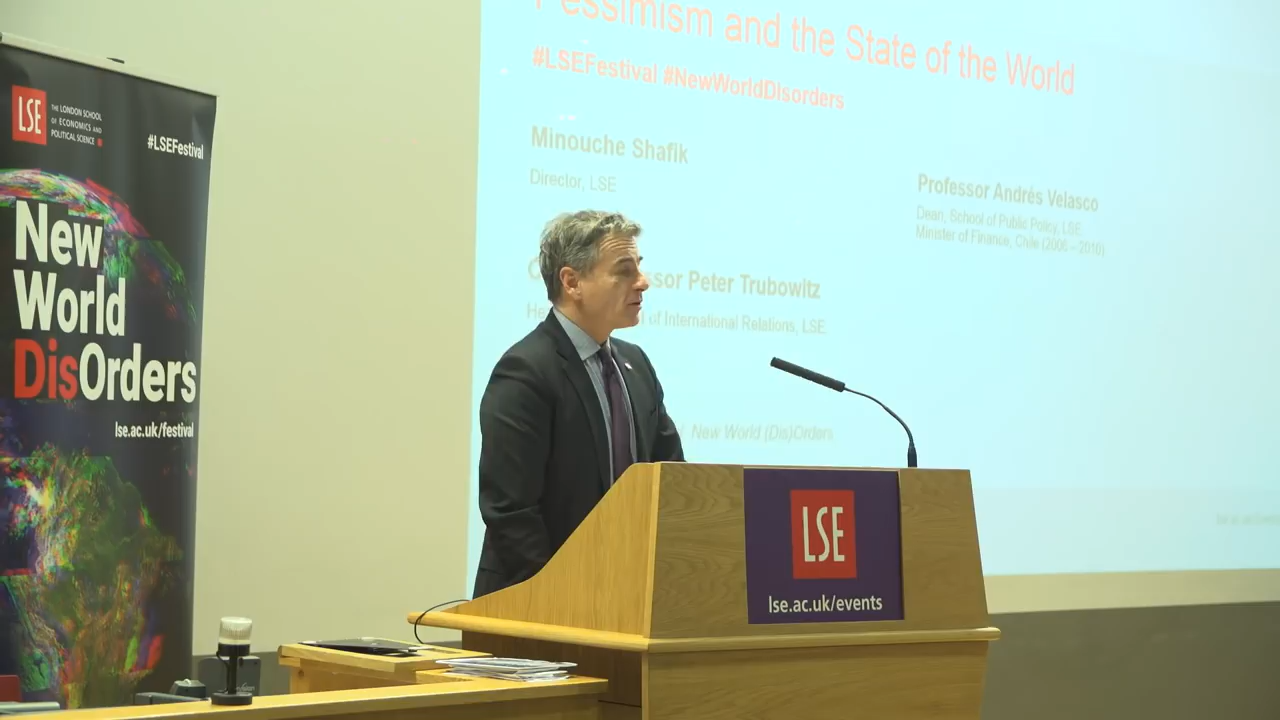 LSE
THE LONDON SCHOOL
OF ECONOMICS AND
POLITICAL SCIENCE
#LSEFestival
New
World
DisOrders
lse.ac.uk/festival
Pessimism and the State of the World
#LSEFestival #NewWorldDisorders
Minouche Shafik
Director, LSE
Professor Andrés Velasco
Dean, School of Public Policy, LSE,
Minister of Finance, Chile (2006 – 2010)
ssor Peter Trubowitz
of International Relations, LSE
New World (Dis)Orders
LSE
lse.ac.uk/events